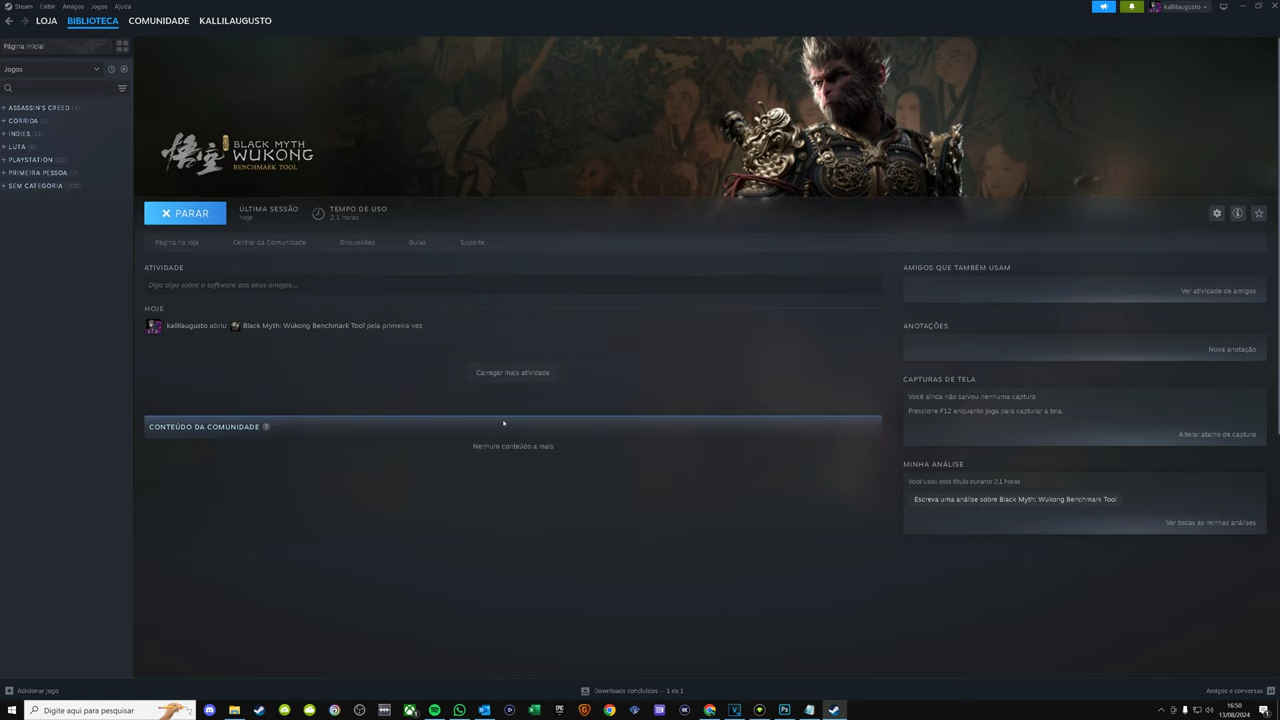 Steam Exibir Amigos Jogos Ajuda
kallilaugusto
LOJA BIBLIOTECA COMUNIDADE KALLILAUGUSTO
Página inicial
Jogos
ASSASSIN'S CREED (4)
CORRIDA
INDIES
LUTA
PLAYSTATION
PRIMEIRA PESSOA
SEM CATEGORIA
悟空 BLACK MYTH
WUKONG
BENCHMARK TOOL
PARAR
ÚLTIMA SESSÃO
hoje
TEMPO DE USO
2,1 horas
Página na loja Central da Comunidade Discussões Guias Suporte
ATIVIDADE
Diga algo sobre o software aos seus amigos...
HOJE
kallilaugusto abriu Black Myth: Wukong Benchmark Tool pela primeira vez
Carregar mais atividade
CONTEÚDO DA COMUNIDADE ?
Nenhum conteúdo a mais
AMIGOS QUE TAMBÉM USAM
Ver atividade de amigos
ANOTAÇÕES
Nova anotação
CAPTURAS DE TELA
Você ainda não salvou nenhuma captura
Pressione F12 enquanto joga para capturar a tela.
Alterar atalho de captura
MINHA ANÁLISE
Você usou este título durante 2,1 horas
Escreva uma análise sobre Black Myth: Wukong Benchmark Tool
Ver todas as minhas análises
Adicionar jogo
Downloads concluídos — 1 de 1
Amigos e conversas
Digite aqui para pesquisar
16:50
13/08/2024